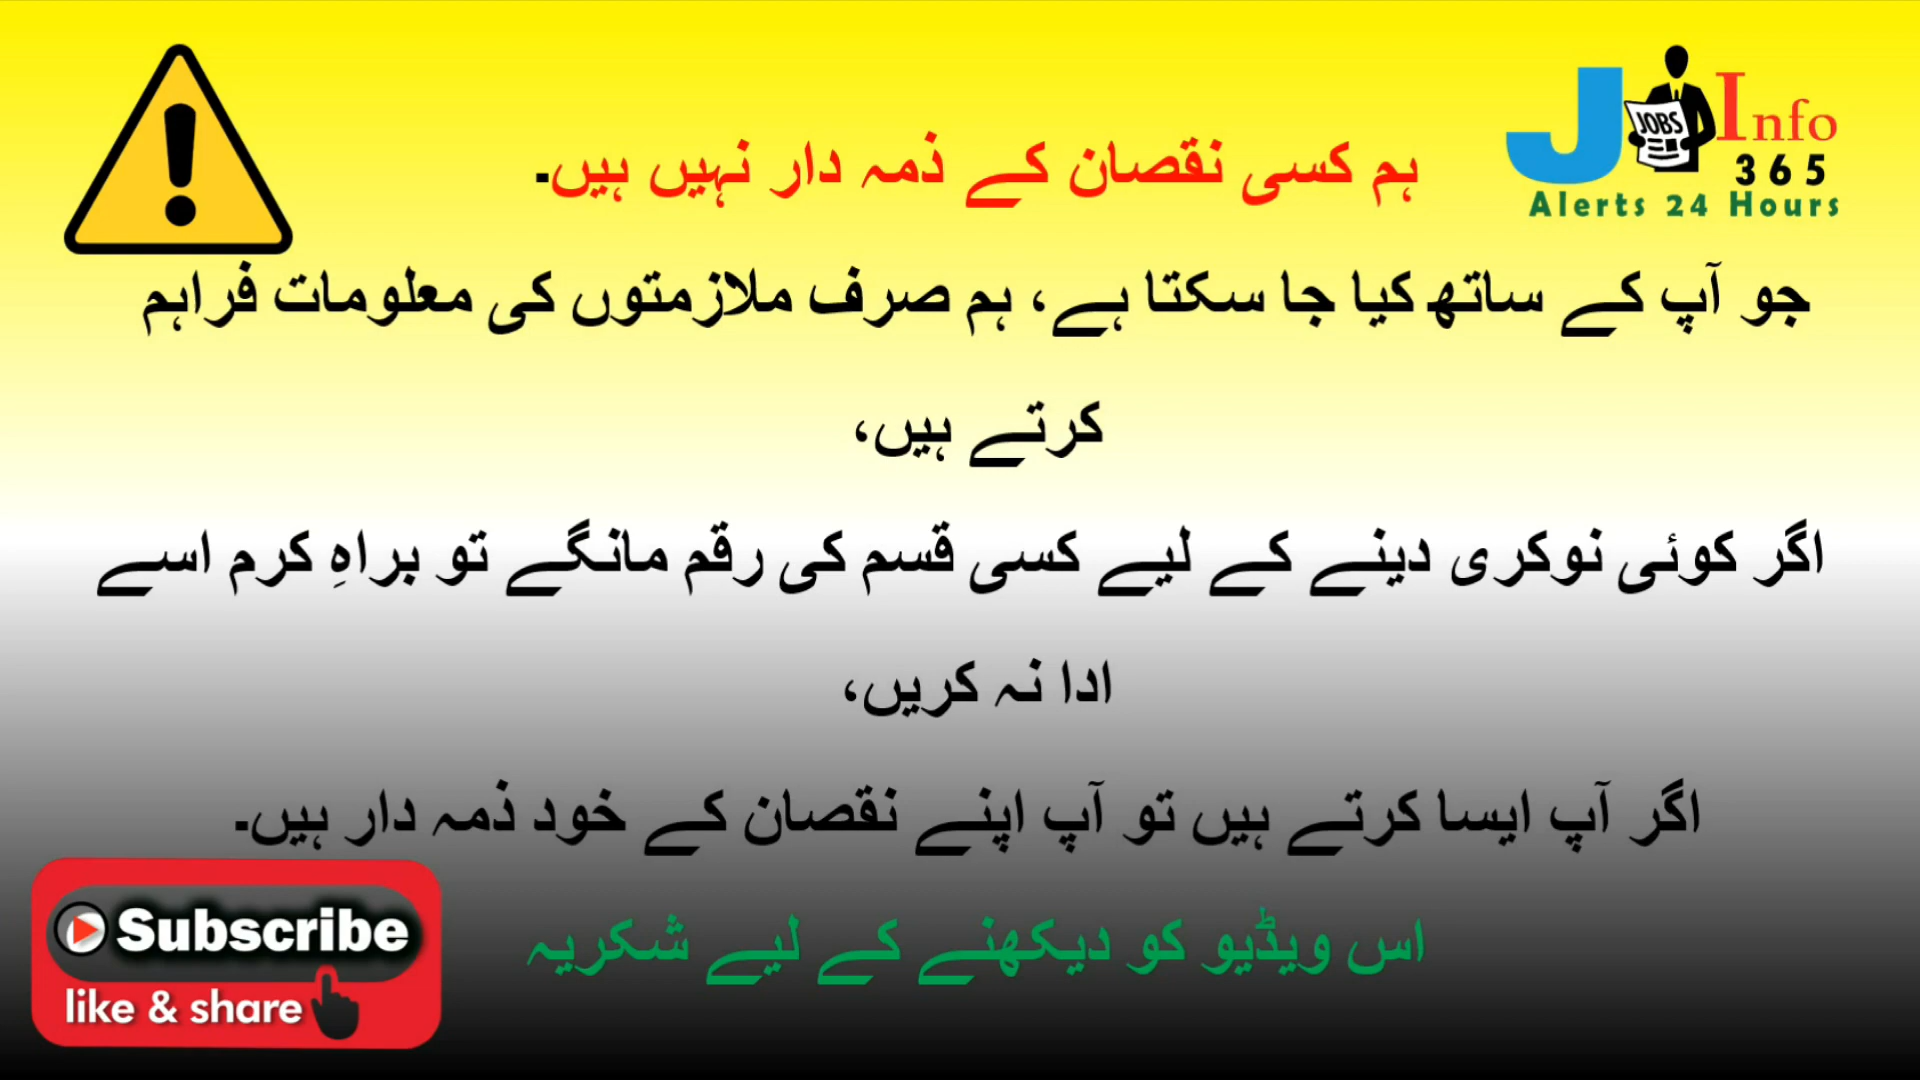 JOBS Info
365
Alerts 24 Hours
ہم کسی نقصان کے ذمہ دار نہیں ہیں۔
جو آپ کے ساتھ کیا جا سکتا ہے، ہم صرف ملازمتوں کی معلومات فراہم
کرتے ہیں،
اگر کوئی نوکری دینے کے لیے کسی قسم کی رقم مانگے تو براہِ کرم اسے
ادا نہ کریں،
اگر آپ ایسا کرتے ہیں تو آپ اپنے نقصان کے خود ذمہ دار ہیں۔
اس ویڈیو کو دیکھنے کے لیے شکریہ
Subscribe
like & share